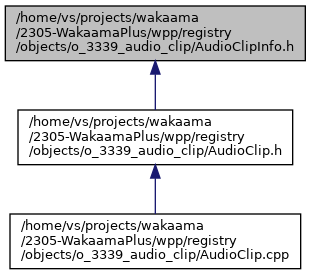 /home/vs/projects/wakaama
/2305-WakaamaPlus/wpp/registry
/objects/o_3339_audio_clip/AudioClipInfo.h
/home/vs/projects/wakaama
/2305-WakaamaPlus/wpp/registry
/objects/o_3339_audio_clip/AudioClip.h
/home/vs/projects/wakaama
/2305-WakaamaPlus/wpp/registry
/objects/o_3339_audio_clip/AudioClip.cpp